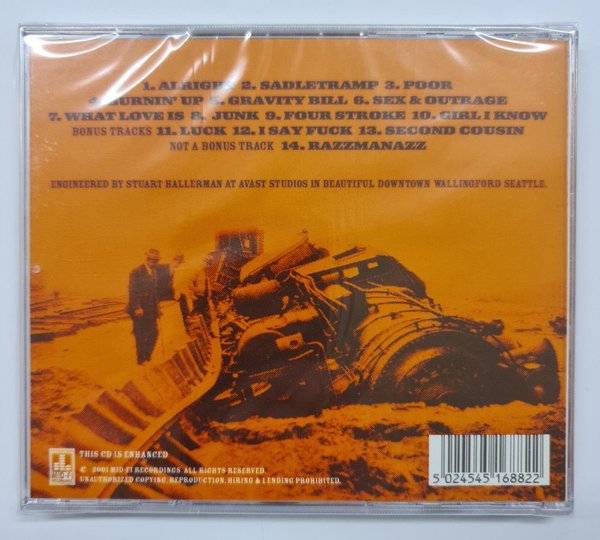 1. ALRIGHT 2. SADLETRAMP 3. POOR
4. BURNIN' UP 5. GRAVITY BILL 6. SEX & OUTRAGE
7. WHAT LOVE IS 8. JUNK 9. FOUR STROKE 10. GIRL I KNOW
BONUS TRACKS 11. LUCK 12. I SAY FUCK 13. SECOND COUSIN
NOT A BONUS TRACK 14. RAZZMANAZZ
ENGINEERED BY STUART HALLERMAN AT AVAST STUDIOS IN BEAUTIFUL DOWNTOWN WALLINGFORD SEATTLE.
THIS CD IS ENHANCED
© 2001 MID-FI RECORDINGS ALL RIGHTS RESERVED.
UNAUTHORIZED COPYING, REPRODUCTION, HIRING & LENDING PROHIBITED.
5 024545 168822